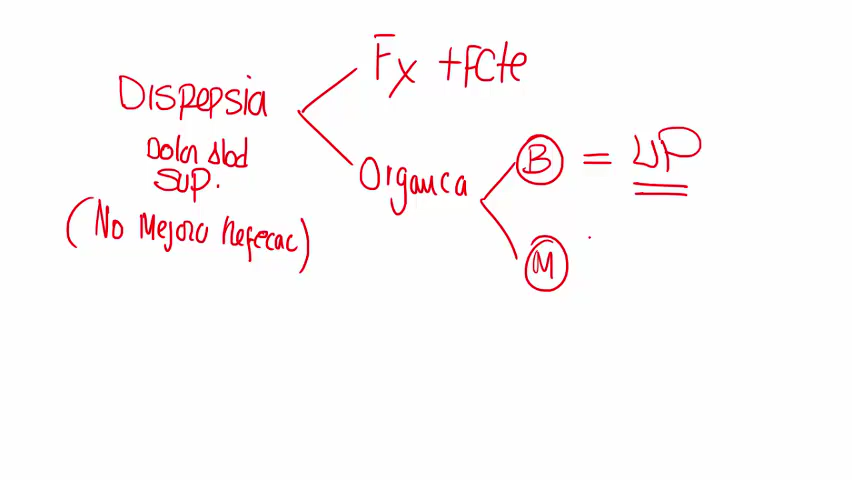 Fx +FCte
Dispepsia
Dolor Abd
Sup.
(No Mejora Defecac)
Organica
B = UP
M